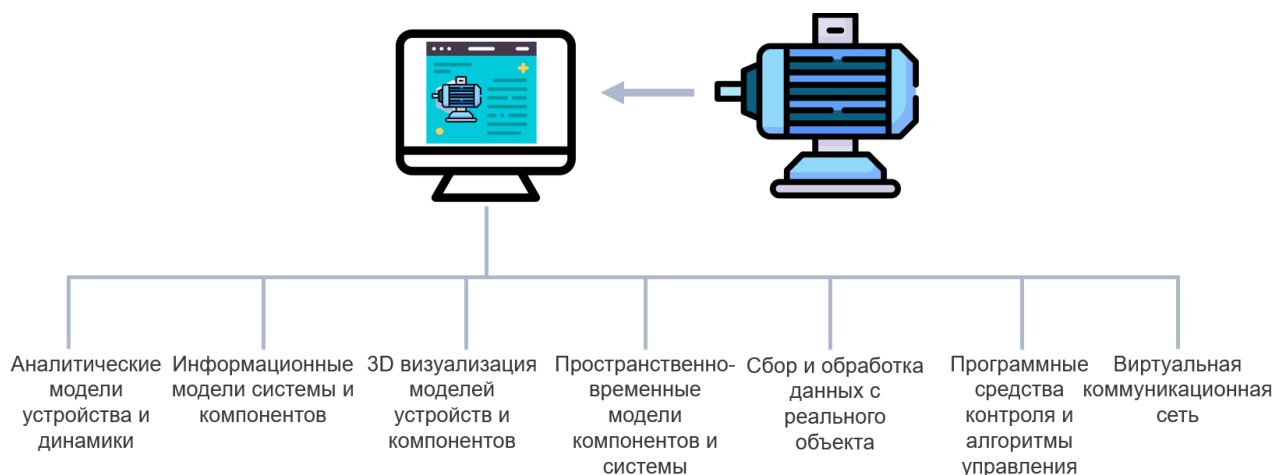 Аналитические
модели
устройства и
динамики
Информационные
модели системы и
компонентов
3D визуализация
моделей
устройств и
компонентов
Пространственно-
временные
модели
компонентов и
системы
Сбор и обработка
данных с
реального
объекта
Программные
средства
контроля и
алгоритмы
управления
Виртуальная
коммуникационная
сеть